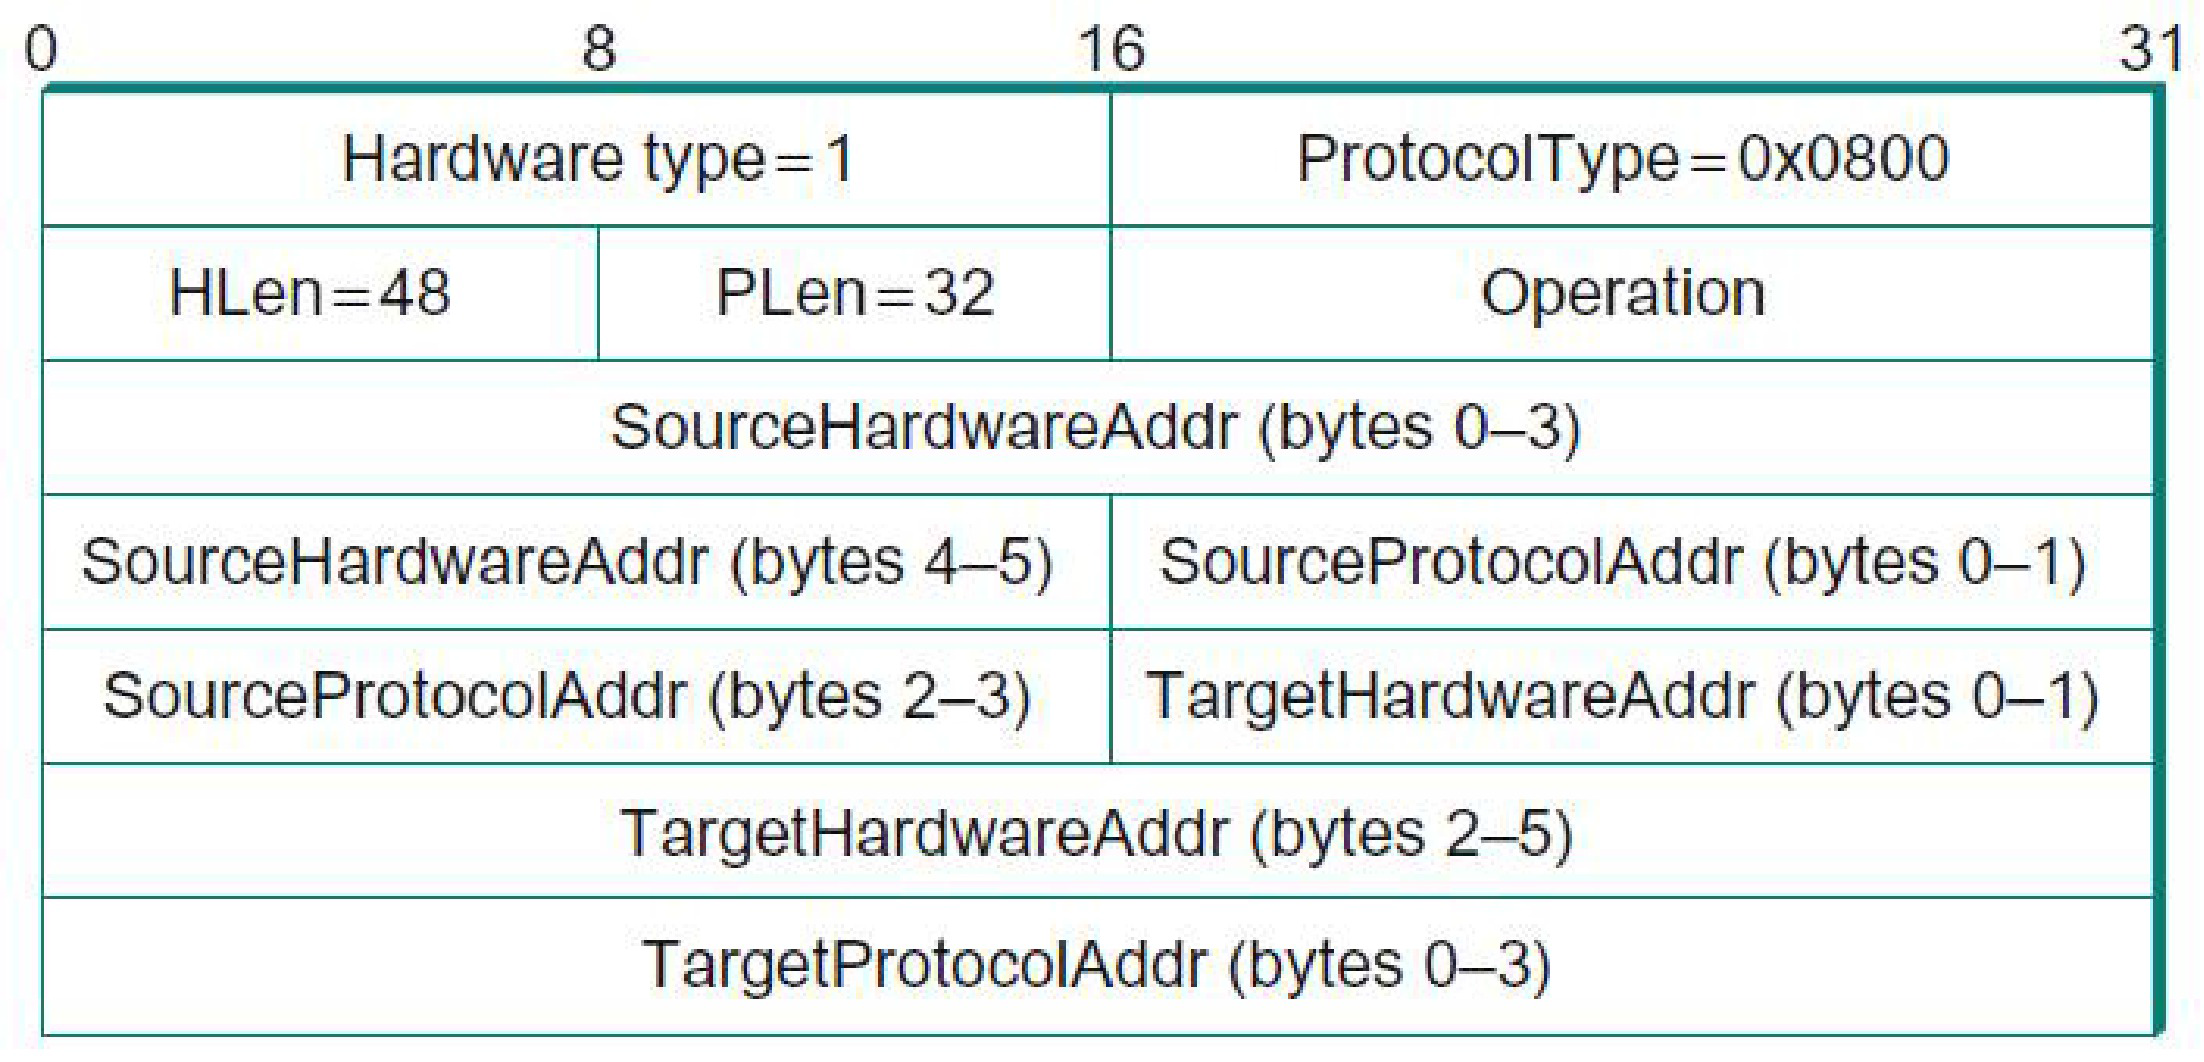 0 8 16 31
Hardware type=1 ProtocolType=0x0800
HLen=48 PLen=32 Operation
SourceHardwareAddr (bytes 0–3)
SourceHardwareAddr (bytes 4–5) SourceProtocolAddr (bytes 0–1)
SourceProtocolAddr (bytes 2–3) TargetHardwareAddr (bytes 0–1)
TargetHardwareAddr (bytes 2–5)
TargetProtocolAddr (bytes 0–3)